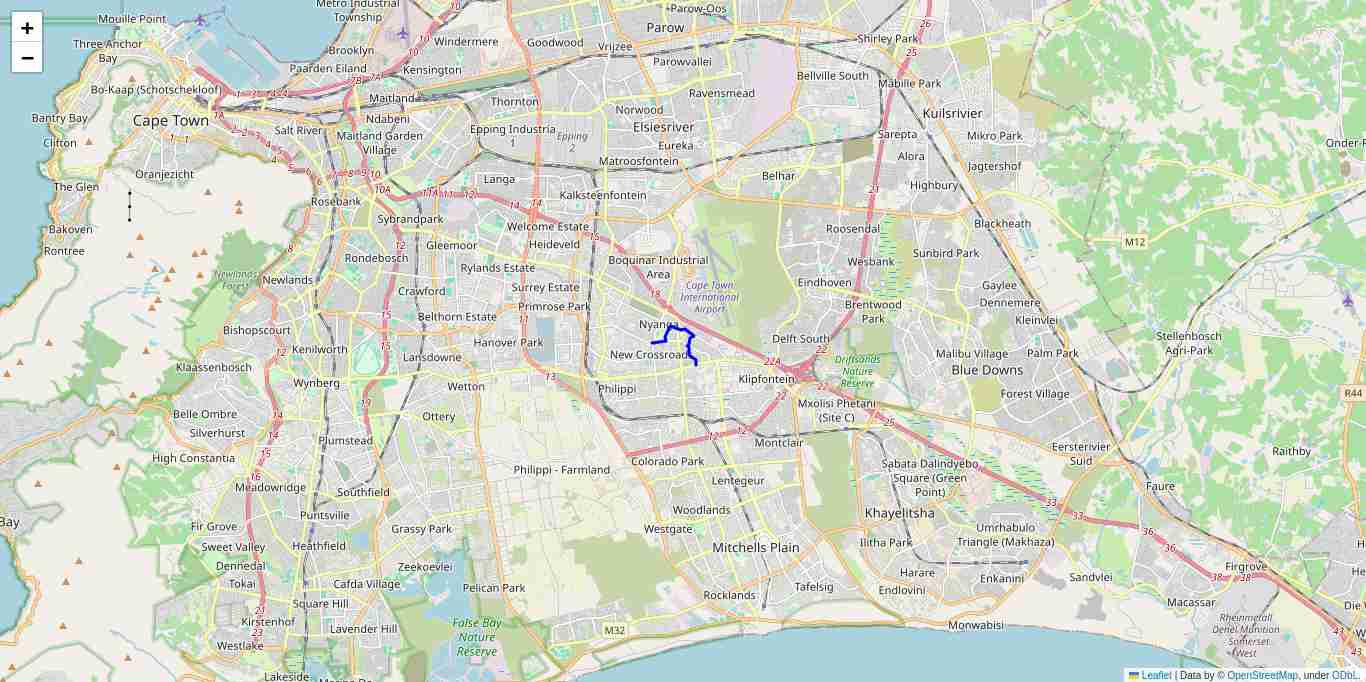 +
−
Mouille Point
Metro Industrial
Township
Parow-Oos
Three Anchor
Bay
Windermere
Goodwood
Vrijzee
Parow
Shirley Park
Brooklyn
Paarden Eiland
Kensington
Parowvallei
Bellville South
Mabille Park
Bo-Kaap (Schotschekloof)
Maitland
Thornton
Norwood
Ravensmead
Kuilsrivier
Bantry Bay
Cape Town
Ndabeni
Salt River
Maitland Garden
Village
Epping Industria
1
Epping
2
Elsiesriver
Sarepta
Mikro Park
Clifton
Eureka
Matroosfontein
Alora
Jagtershof
Oranjezicht
Langa
Belhar
Highbury
The Glen
Rosebank
Kalksteenfontein
Bakoven
Sybrandpark
Welcome Estate
Roosendal
Blackheath
Rontree
Gleemoor
Heideveld
M12
Rondebosch
Boquinar Industrial
Area
Wesbank
Sunbird Park
Newlands
Forest
Newlands
Rylands Estate
Crawford
Surrey Estate
Cape Town
International
Airport
Eindhoven
Gaylee
Primrose Park
Brentwood
Park
Dennemere
Kleinvlei
Bishopscourt
Belthorn Estate
Nyanga
Stellenbosch
Agri-Park
Kenilworth
Hanover Park
Delft South
Lansdowne
New Crossroads
Malibu Village
Palm Park
Klaassenbosch
Driftsands
Nature
Reserve
Blue Downs
Wynberg
Wetton
Philippi
Klipfontein
Forest Village
R44
Belle Ombre
Ottery
Mxolisi Phetani
(Site C)
Silverhurst
Plumstead
Montclair
Eersterivier
Suid
Raithby
High Constantia
Philippi - Farmland
Colorado Park
Sabata Dalindyebo
Square (Green
Point)
Meadowridge
Southfield
Lentegeur
Faure
Bay
Puntsville
Woodlands
Khayelitsha
Fir Grove
Grassy Park
Westgate
Umrhabulo
Triangle (Makhaza)
Sweet Valley
Heathfield
Mitchells Plain
Ilitha Park
Dennedal
Zeekoevlei
Firgrove
Tokai
Cafda Village
Pelican Park
Tafelsig
Harare
Enkanini
Sandvlei
Square Hill
Rocklands
Endlovini
Macassar
Kirstenhof
Lavender Hill
False Bay
Nature
Reserve
M32
Monwabisi
Rheinmetall
Denel Munition
Somerset
West
Westlake
Lakeside
Leaflet | Data by © OpenStreetMap, under ODbL.